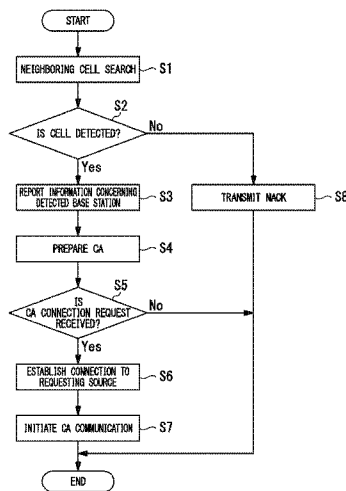 START
NEIGHBORING CELL SEARCH
S1
S2
IS CELL DETECTED?
No
Yes
REPORT INFORMATION CONCERNING
DETECTED BASE STATION
S3
TRANSMIT NACK
S8
PREPARE CA
S4
S5
IS
CA CONNECTION REQUEST
RECEIVED?
No
Yes
ESTABLISH CONNECTION TO
REQUESTING SOURCE
S6
INITIATE CA COMMUNICATION
S7
END